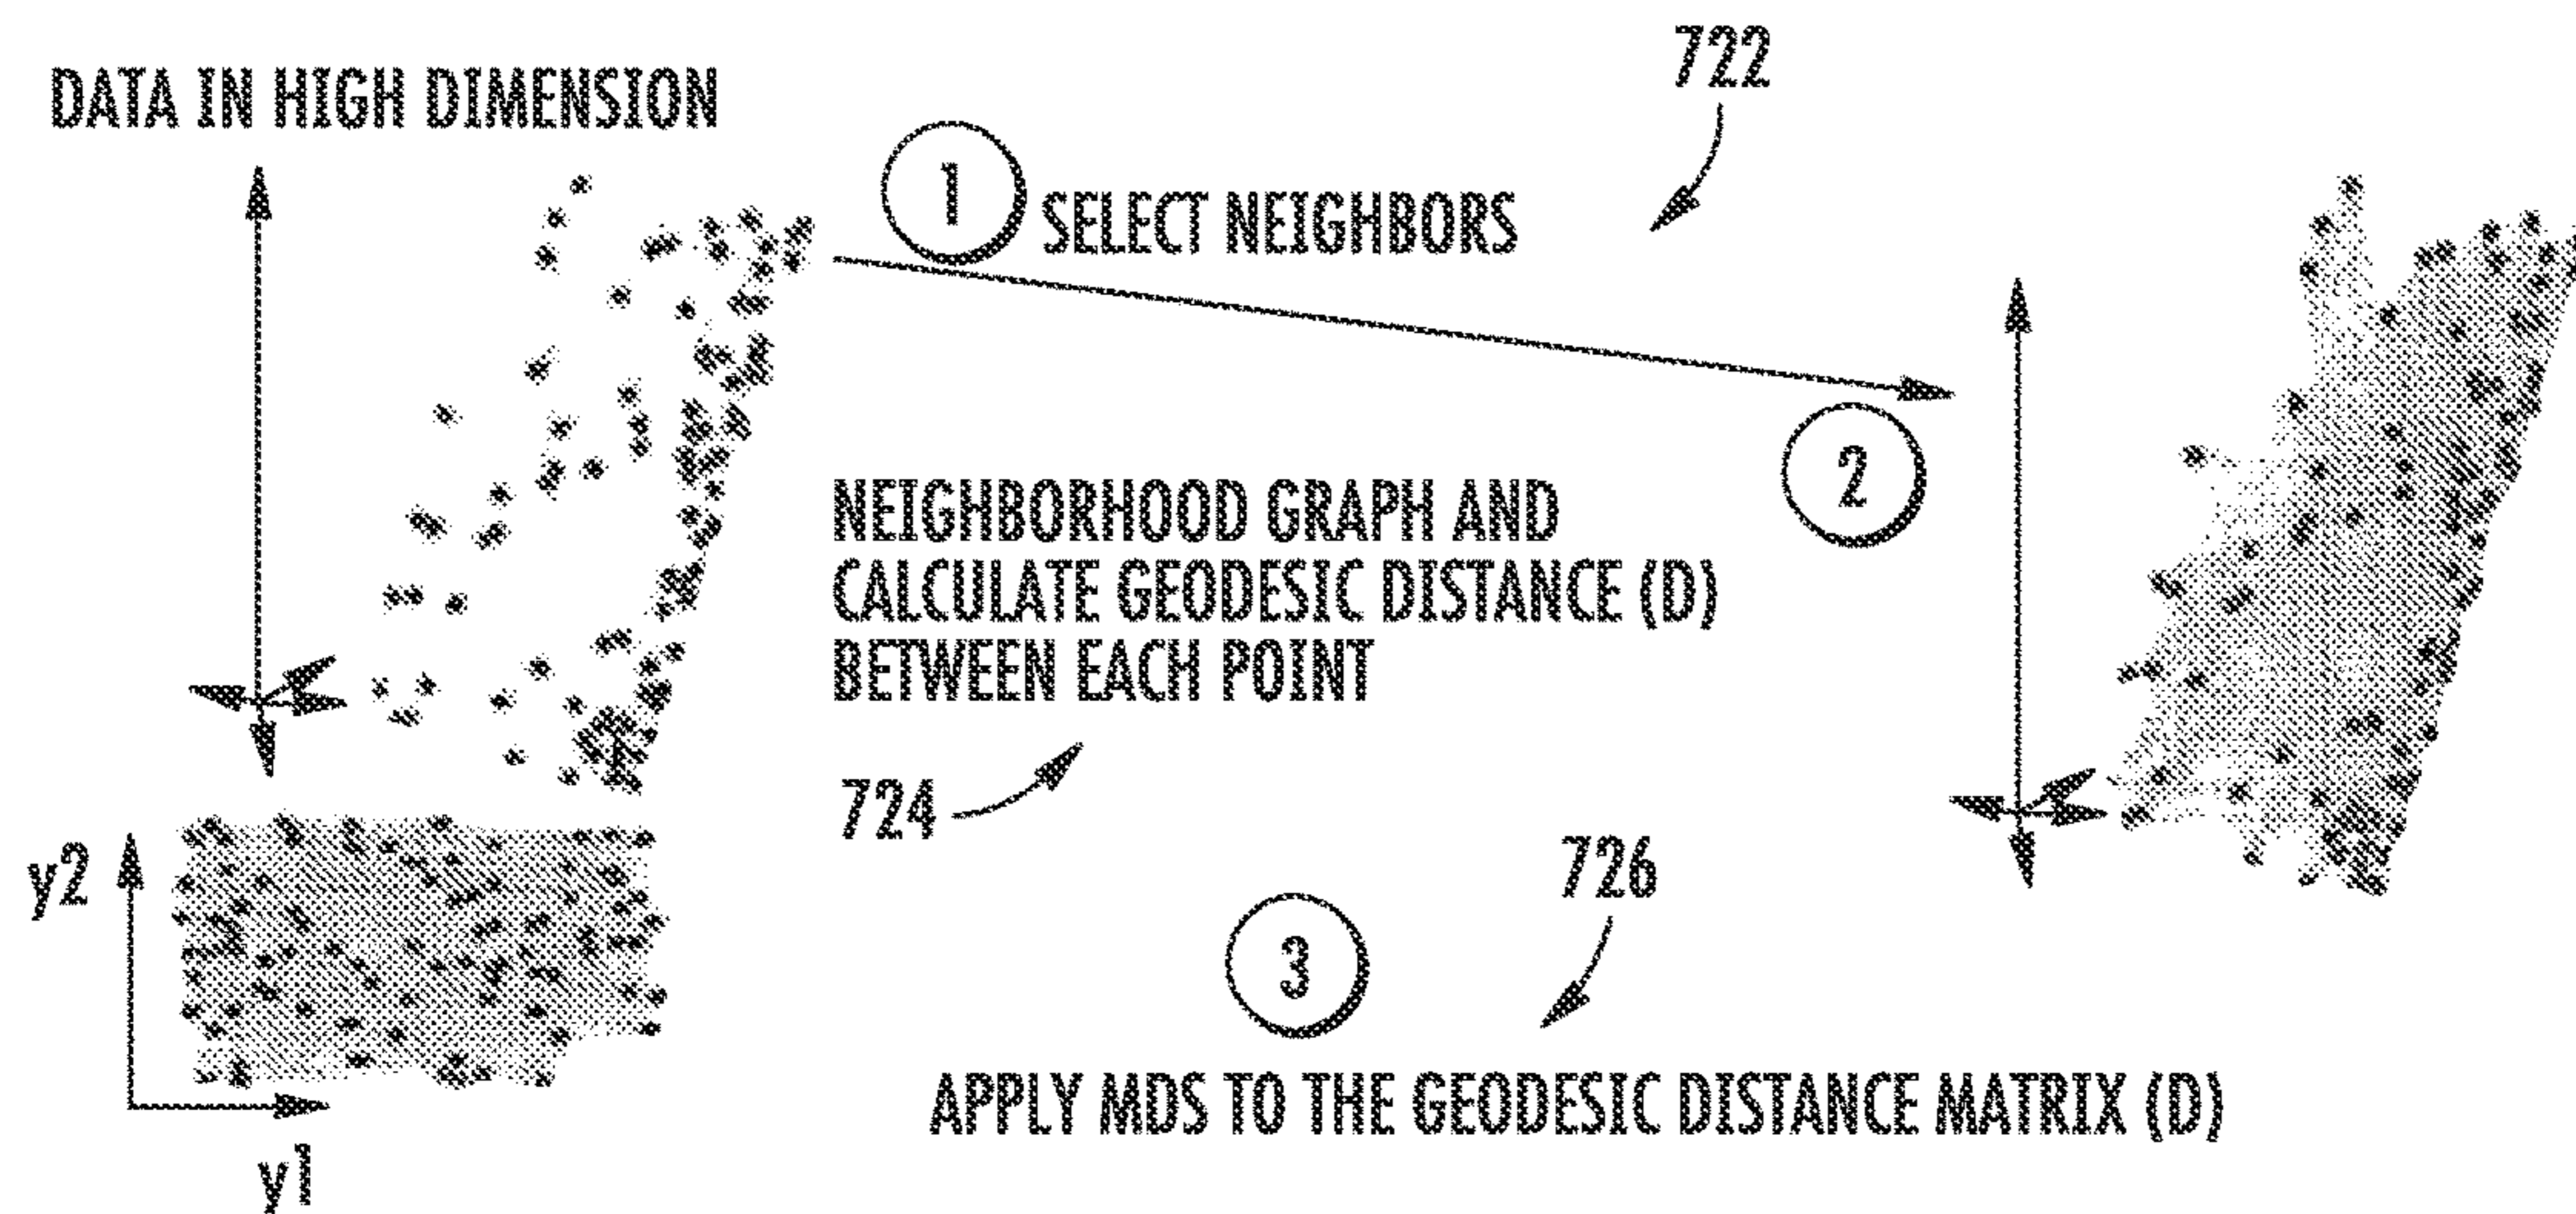 722
DATA IN HIGH DIMENSION
1
SELECT NEIGHBORS
2
NEIGHBORHOOD GRAPH AND
CALCULATE GEODESIC DISTANCE (D)
BETWEEN EACH POINT
724
726
y2
3
APPLY MDS TO THE GEODESIC DISTANCE MATRIX (D)
y1